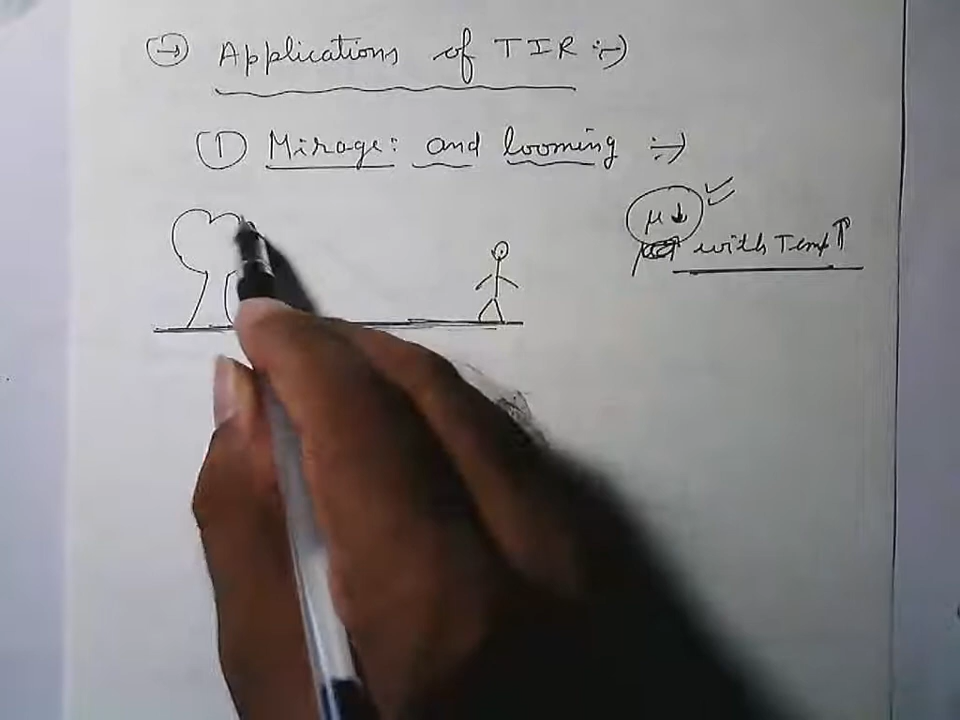 → Applications of TIR :-)
① Mirage: and looming :-)
μ↓
with Temp↑